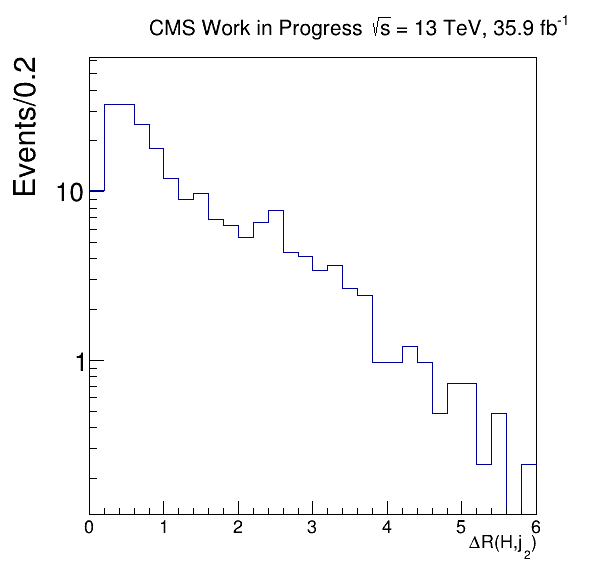 CMS Work in Progress √s = 13 TeV, 35.9 fb⁻¹
Events/0.2
10
1
0 1 2 3 4 5 6
ΔR(H,j₂)